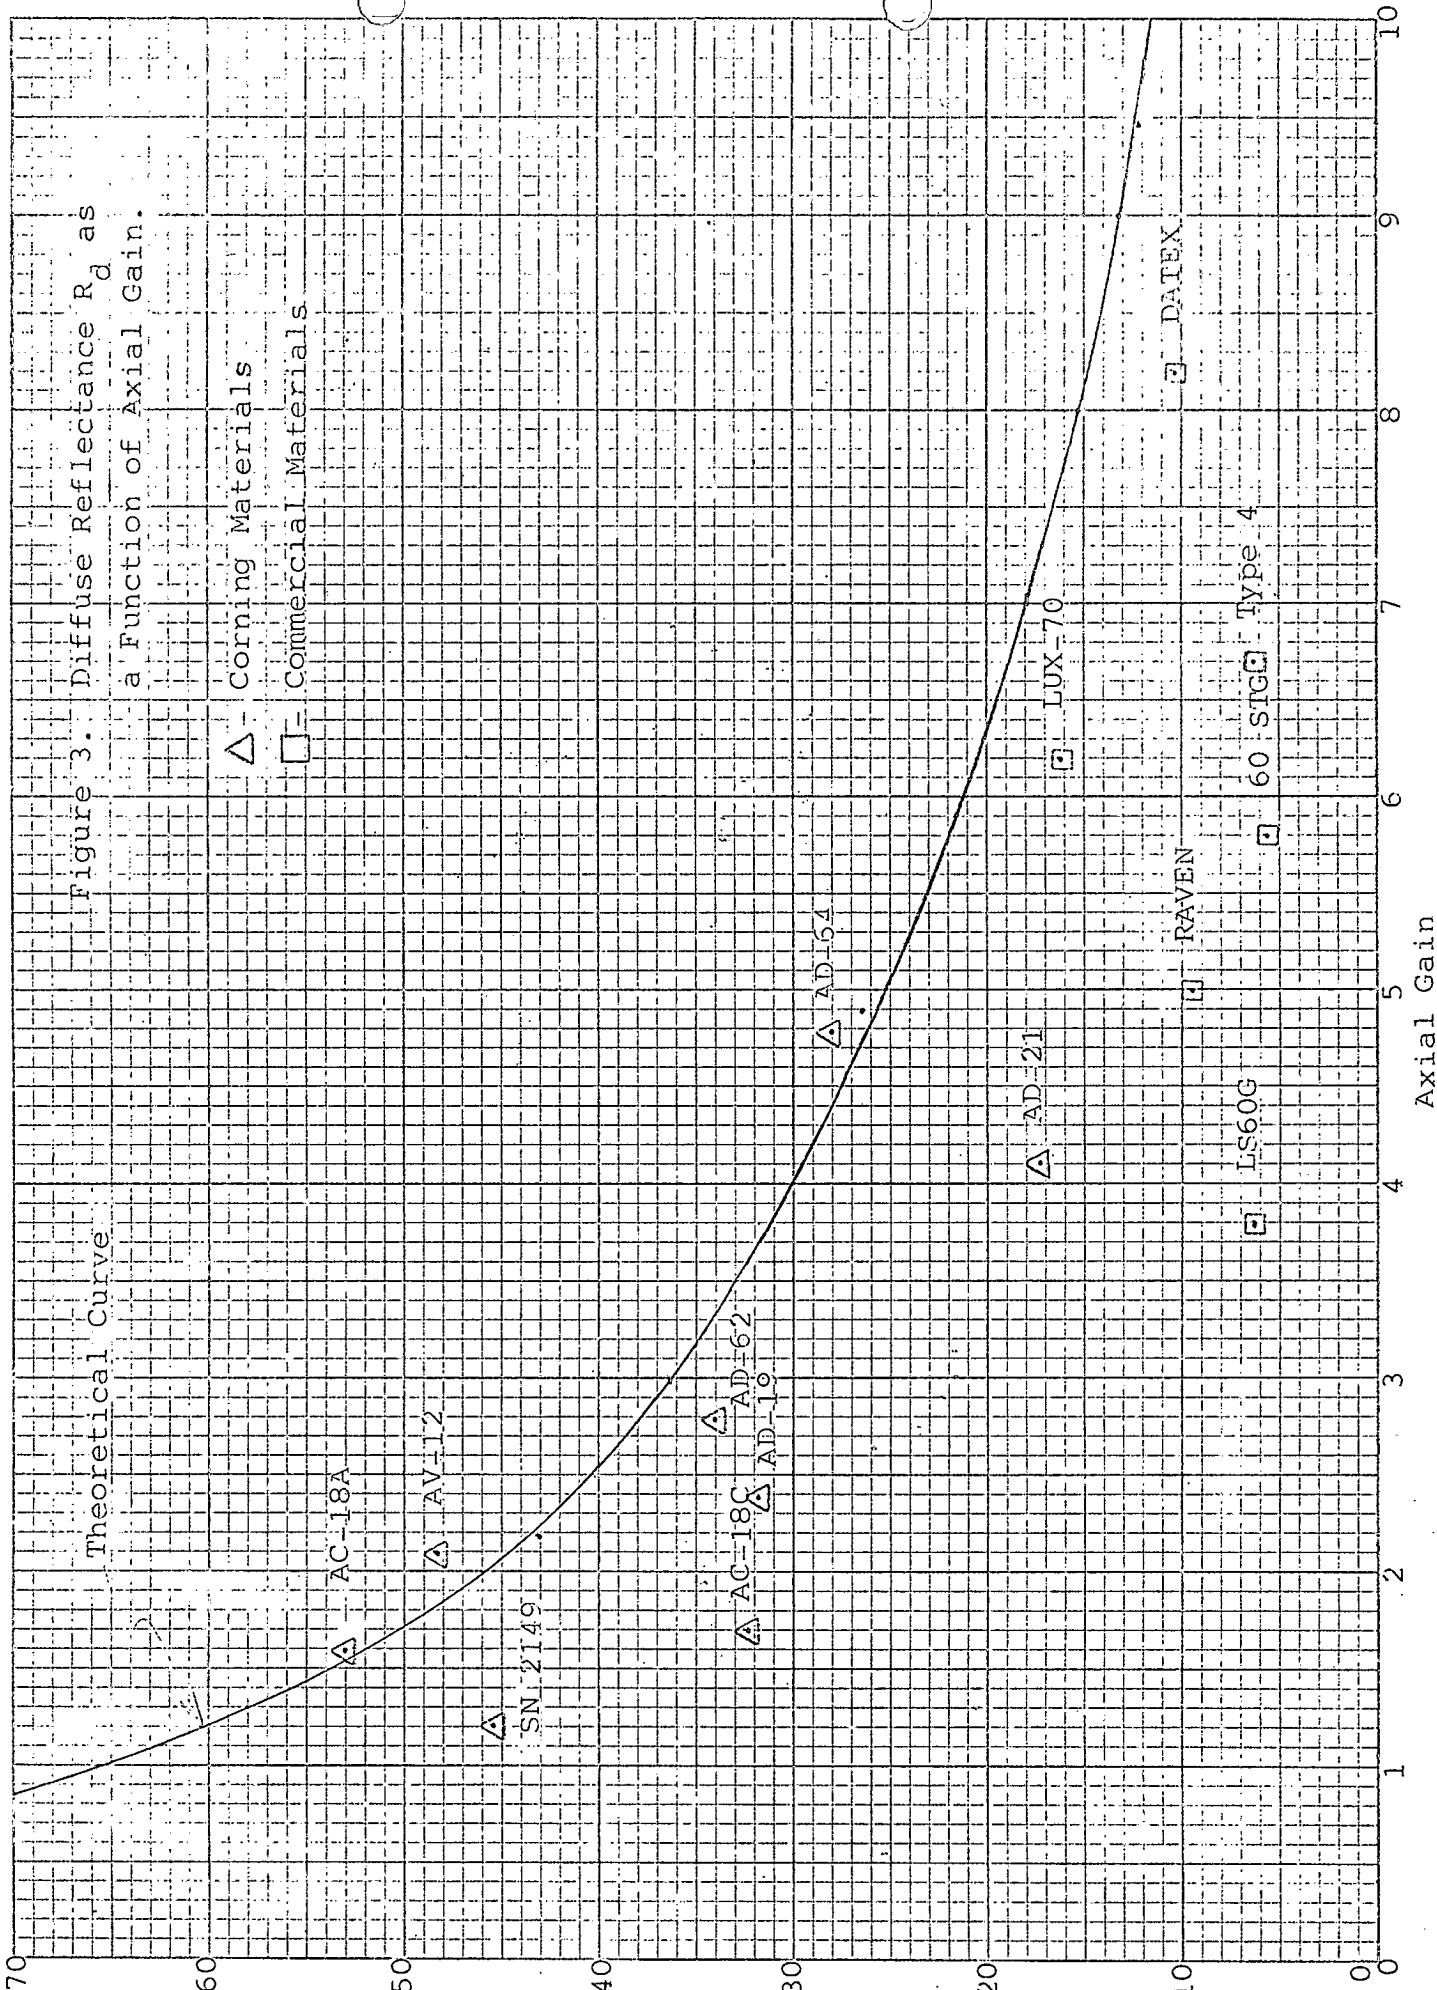 Figure 3. Diffuse Reflectance Rd as
a Function of Axial Gain.
△ - Corning Materials
□ - Commercial Materials
Theoretical Curve
AC-18A
AV-12
SN 2149
AC-18C
AD-62
AD-19
AD-64
AD-21
LS60G
RAVEN
60 STG
Type 4
LUX-70
DATEX
70
60
50
40
30
20
10
0
0
1
2
3
4
5
6
7
8
9
10
Axial Gain